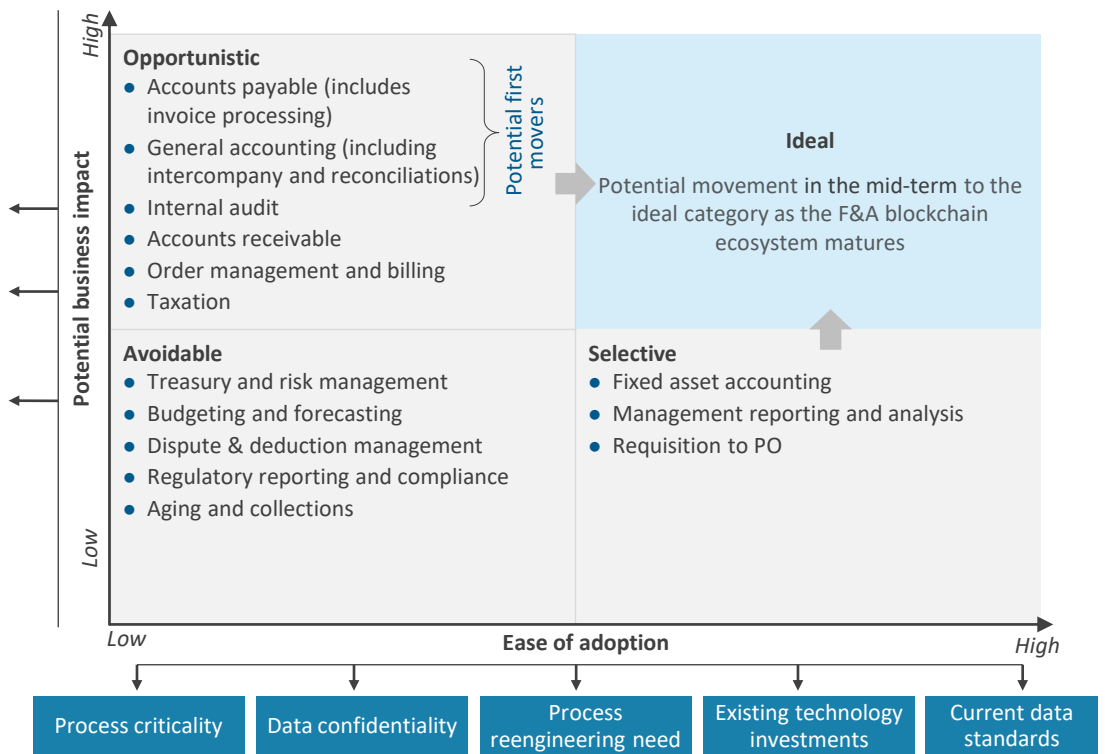 High
Potential business impact
Low
Opportunistic
● Accounts payable (includes
invoice processing)
● General accounting (including
intercompany and reconciliations)
● Internal audit
● Accounts receivable
● Order management and billing
● Taxation
Potential first
movers
Ideal
Potential movement in the mid-term to the
ideal category as the F&A blockchain
ecosystem matures
Avoidable
● Treasury and risk management
● Budgeting and forecasting
● Dispute & deduction management
● Regulatory reporting and compliance
● Aging and collections
Selective
● Fixed asset accounting
● Management reporting and analysis
● Requisition to PO
Low
Ease of adoption
High
Process criticality
Data confidentiality
Process
reengineering need
Existing technology
investments
Current data
standards